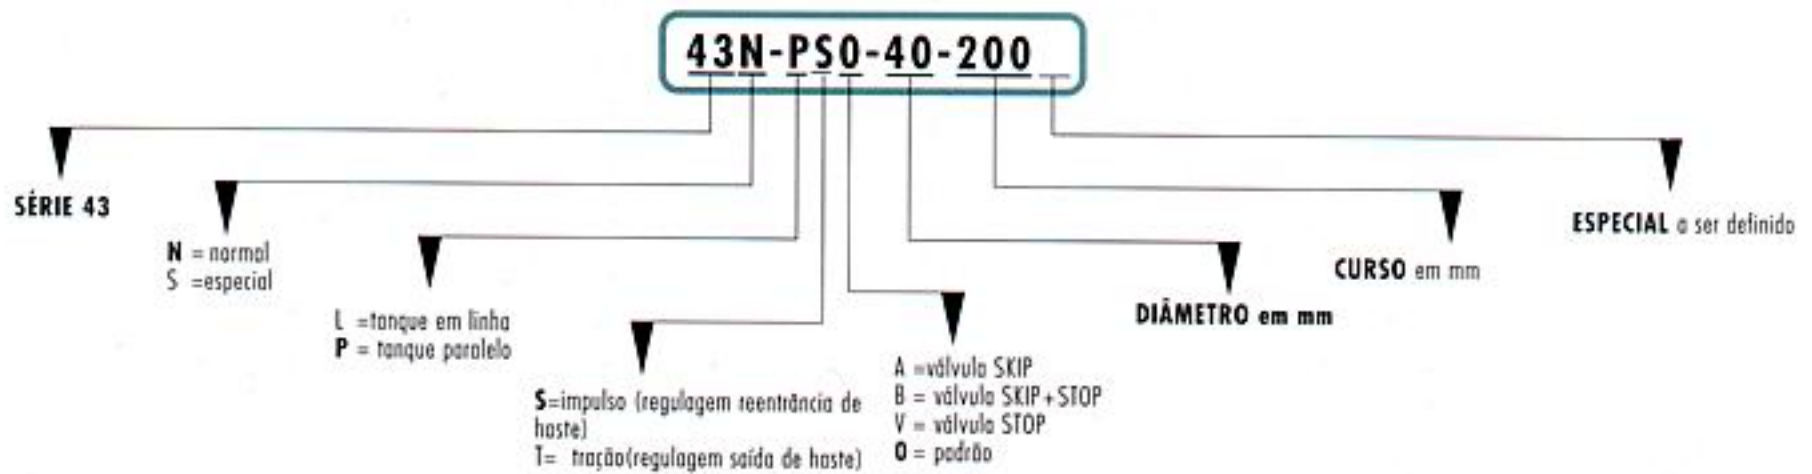 43N-PS0-40-200
SÉRIE 43
N = normal
S =especial
L =tanque em linha
P = tanque paralelo
S=impulso (regulagem reentrância de
haste)
T= tração(regulagem saída de haste)
A =válvula SKIP
B = válvula SKIP+STOP
V = válvula STOP
0 = padrão
DIÂMETRO em mm
CURSO em mm
ESPECIAL a ser definido